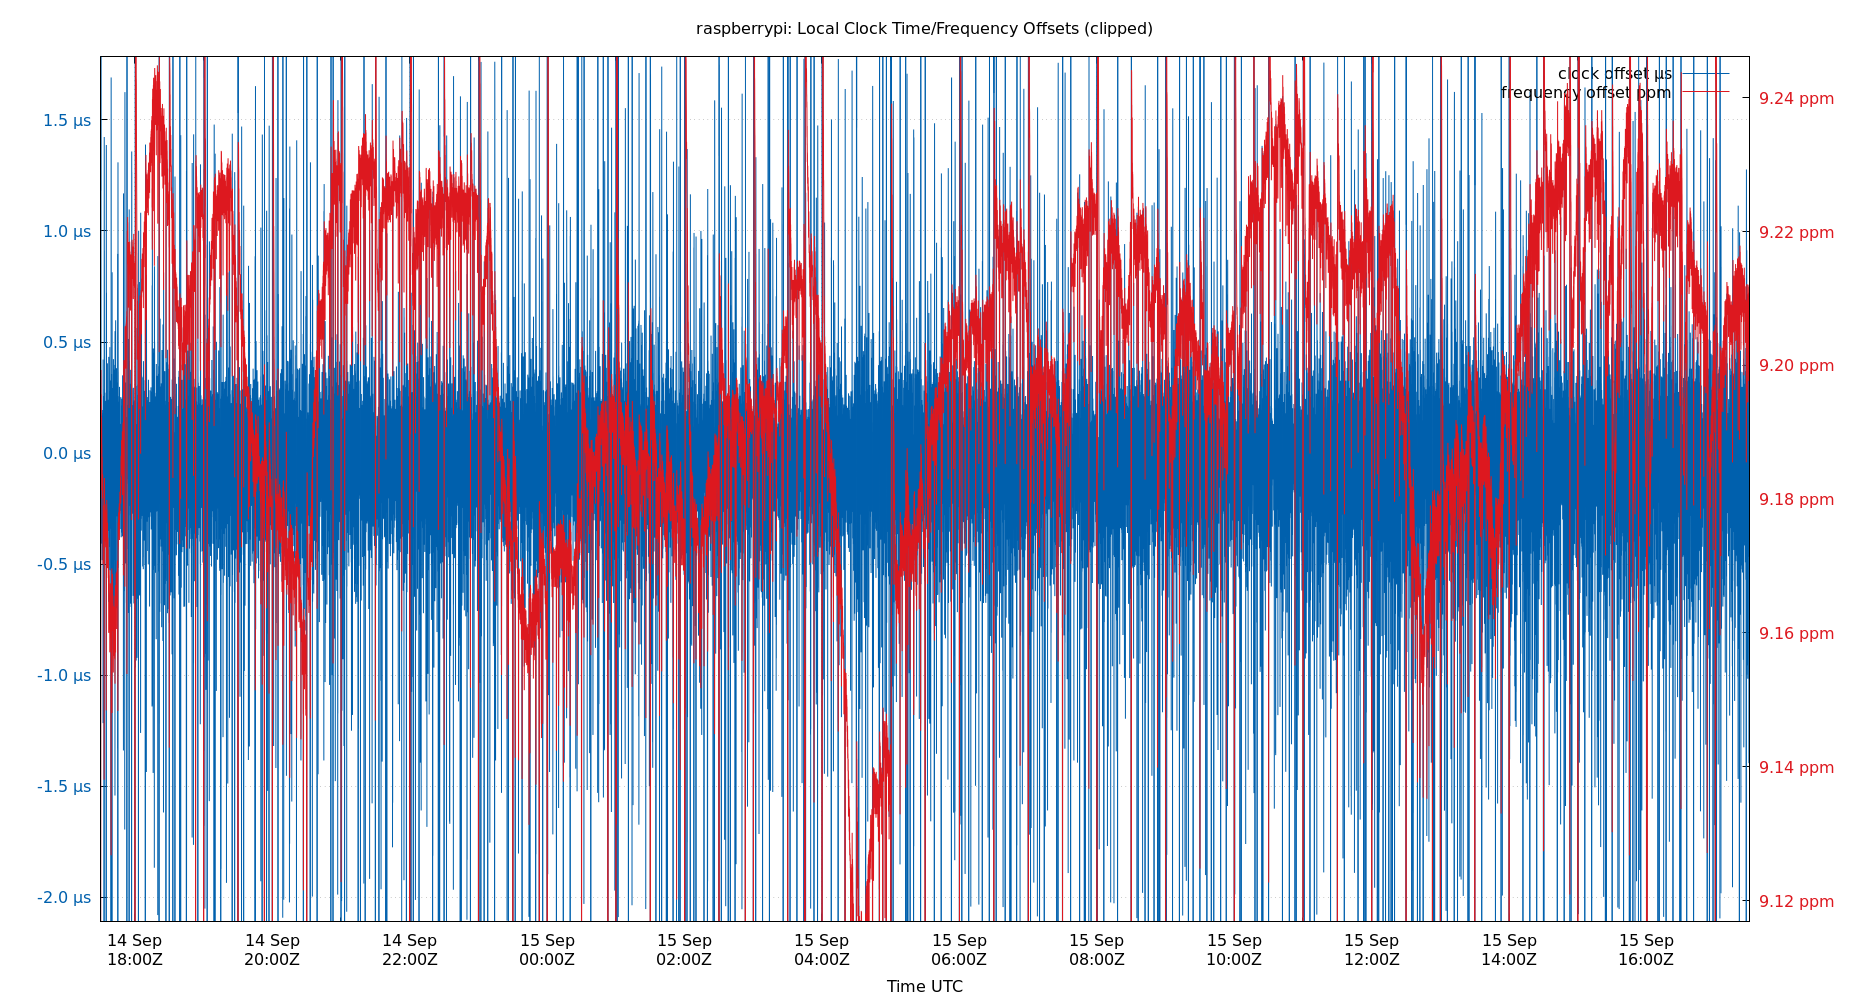 raspberrypi: Local Clock Time/Frequency Offsets (clipped)
clock offset µs
frequency offset ppm
1.5 µs
1.0 µs
0.5 µs
0.0 µs
-0.5 µs
-1.0 µs
-1.5 µs
-2.0 µs
9.24 ppm
9.22 ppm
9.20 ppm
9.18 ppm
9.16 ppm
9.14 ppm
9.12 ppm
14 Sep 14 Sep 14 Sep 15 Sep 15 Sep 15 Sep 15 Sep 15 Sep 15 Sep 15 Sep 15 Sep 15 Sep
18:00Z 20:00Z 22:00Z 00:00Z 02:00Z 04:00Z 06:00Z 08:00Z 10:00Z 12:00Z 14:00Z 16:00Z
Time UTC